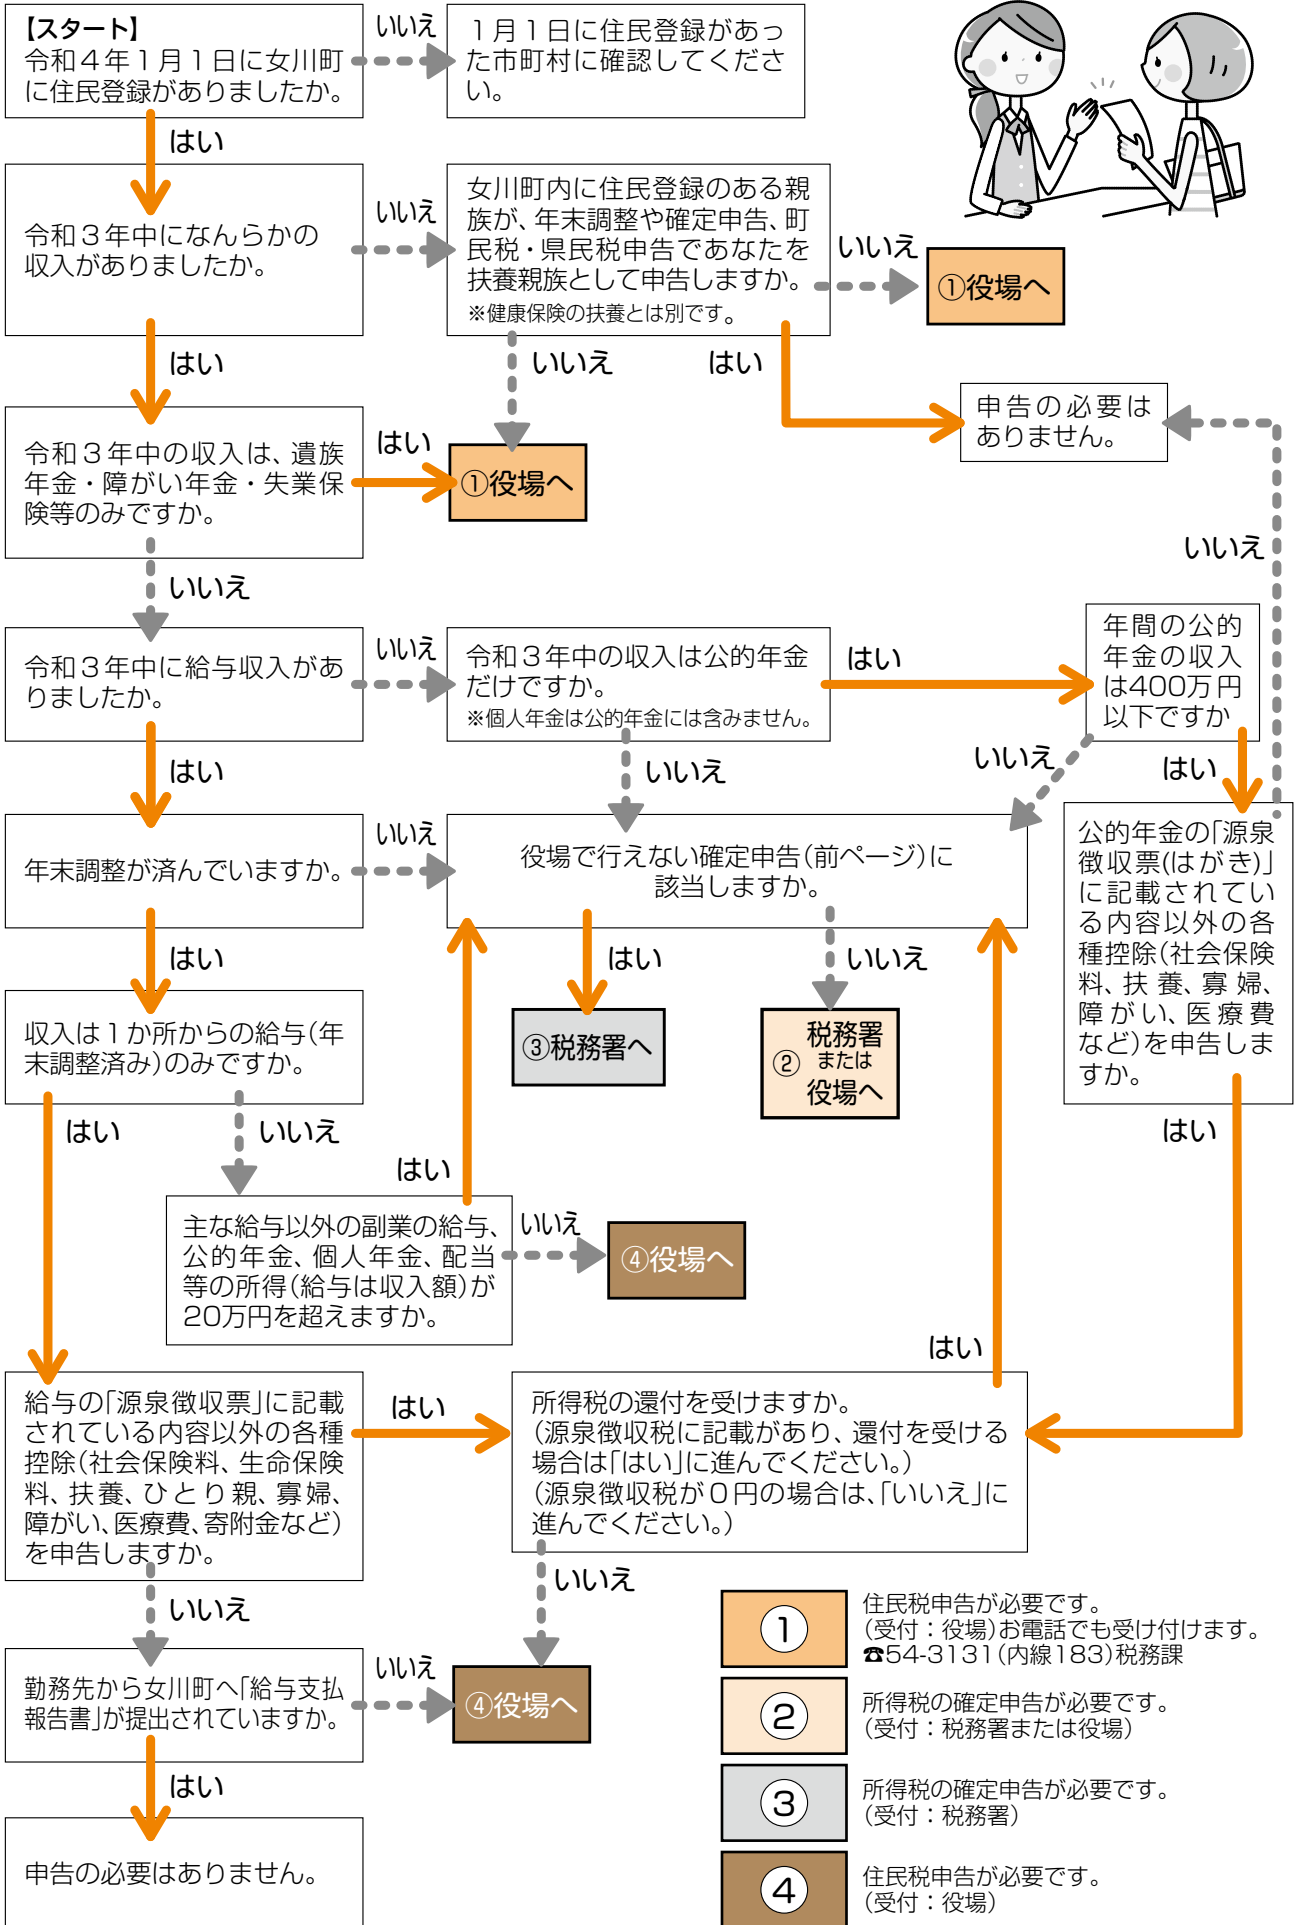 【スタート】
令和４年１月１日に女川町
に住民登録がありましたか。
いいえ
１月１日に住民登録があっ
た市町村に確認してくださ
い。
はい
令和３年中になんらかの
収入がありましたか。
いいえ
女川町内に住民登録のある親
族が、年末調整や確定申告、町
民税・県民税申告であなたを
扶養親族として申告しますか。
※健康保険の扶養とは別です。
いいえ
①役場へ
はい
いいえ
はい
申告の必要は
ありません。
令和３年中の収入は、遺族
年金・障がい年金・失業保
険等のみですか。
はい
①役場へ
いいえ
いいえ
令和３年中に給与収入があ
りましたか。
いいえ
令和３年中の収入は公的年金
だけですか。
※個人年金は公的年金には含みません。
はい
年間の公的
年金の収入
は400万円
以下ですか
はい
いいえ
いいえ
はい
年末調整が済んでいますか。
いいえ
役場で行えない確定申告(前ページ)に
該当しますか。
公的年金の「源泉
徴収票(はがき)」
に記載されてい
る内容以外の各
種控除(社会保険
料、扶養、寡婦、
障がい、医療費
など)を申告しま
すか。
はい
はい
いいえ
収入は１か所からの給与(年
末調整済み)のみですか。
③税務署へ
②
税務署
または
役場へ
はい
いいえ
はい
はい
主な給与以外の副業の給与、
公的年金、個人年金、配当
等の所得(給与は収入額)が
20万円を超えますか。
いいえ
④役場へ
はい
給与の「源泉徴収票」に記載
されている内容以外の各種
控除(社会保険料、生命保険
料、扶養、ひとり親、寡婦、
障がい、医療費、寄附金など)
を申告しますか。
はい
所得税の還付を受けますか。
(源泉徴収税に記載があり、還付を受ける
場合は「はい」に進んでください。)
(源泉徴収税が０円の場合は、「いいえ」に
進んでください。)
いいえ
いいえ
勤務先から女川町へ「給与支払
報告書」が提出されていますか。
いいえ
④役場へ
はい
申告の必要はありません。
①
住民税申告が必要です。
(受付：役場)お電話でも受け付けます。
☎54-3131(内線183)税務課
②
所得税の確定申告が必要です。
(受付：税務署または役場)
③
所得税の確定申告が必要です。
(受付：税務署)
④
住民税申告が必要です。
(受付：役場)